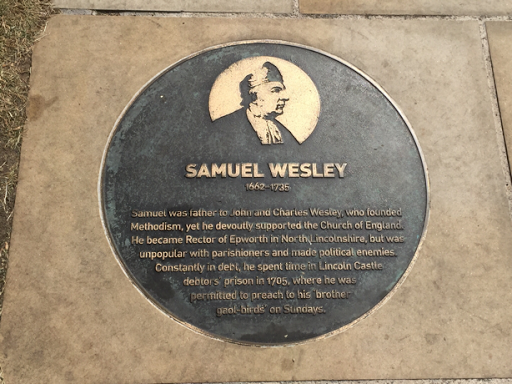 SAMUEL WESLEY
1662-1735
Samuel was father to John and Charles Wesley, who founded
Methodism, yet he devoutly supported the Church of England.
He became Rector of Epworth in North Lincolnshire, but was
unpopular with parishioners and made political enemies.
Constantly in debt, he spent time in Lincoln Castle
debtors' prison in 1705, where he was
permitted to preach to his 'brother
gaol-birds' on Sundays.